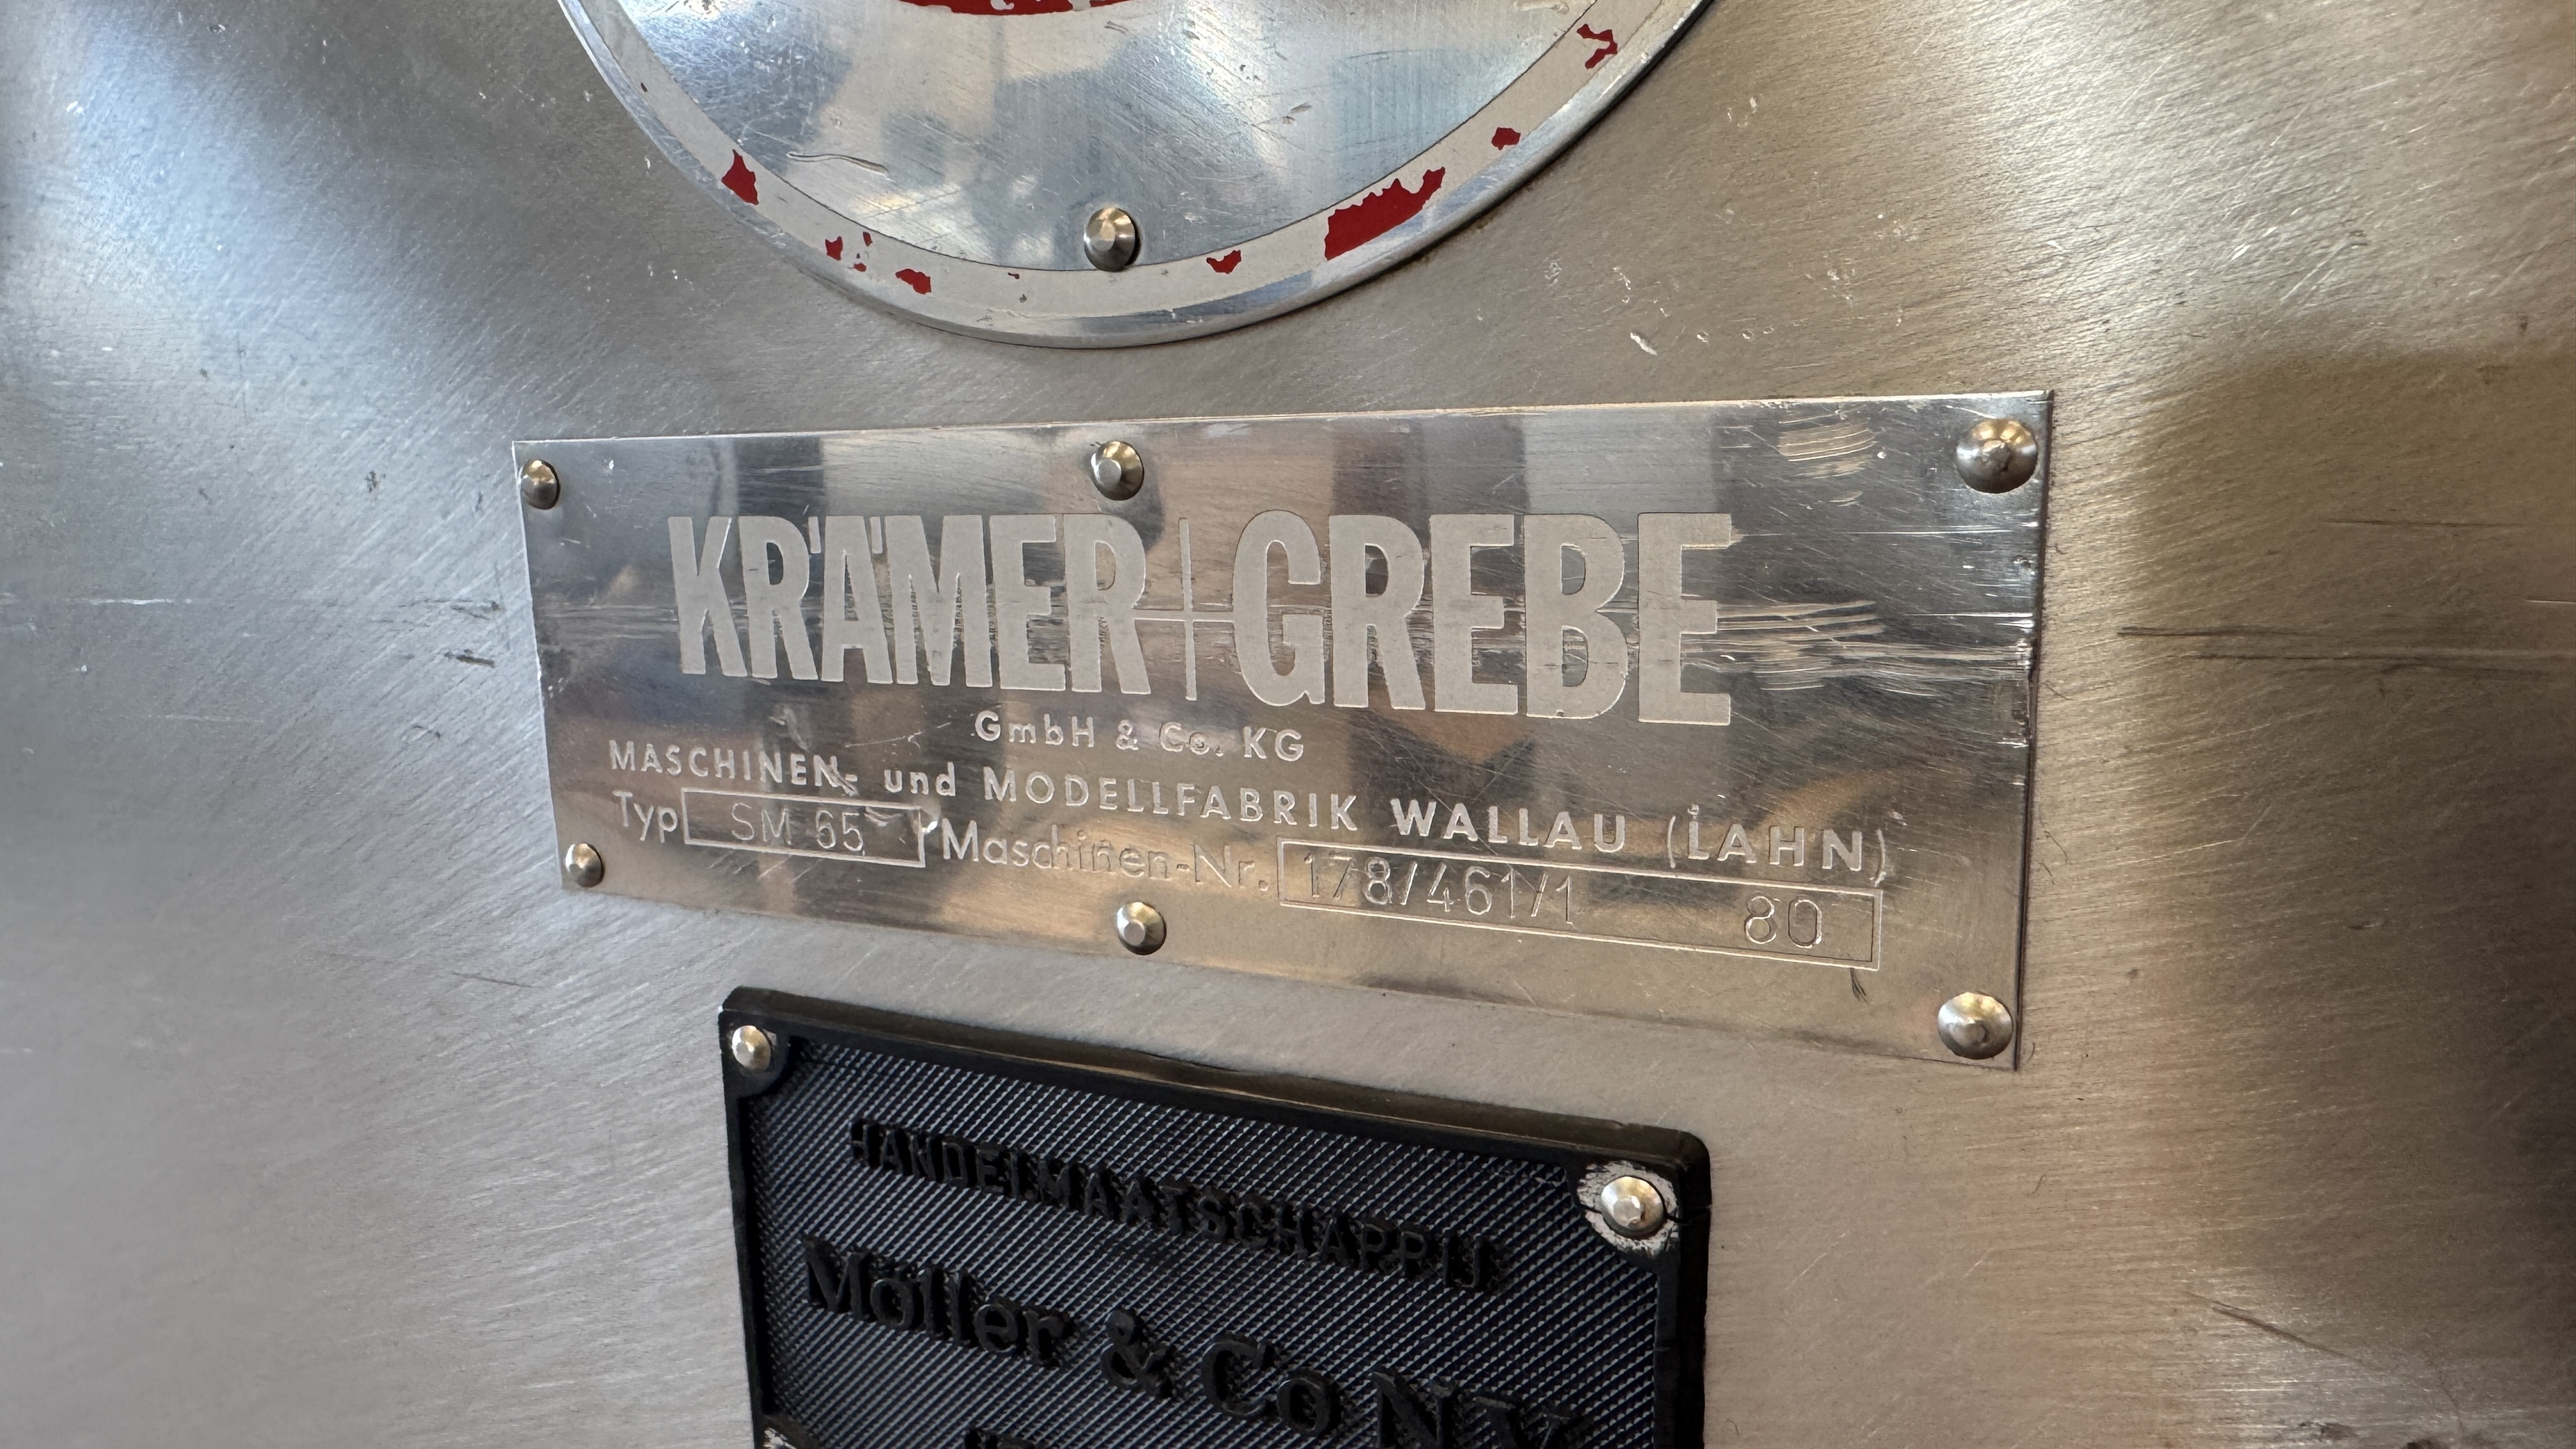 KRÄMER+GREBE
GmbH & Co. KG
MASCHINEN- und MODELLFABRIK WALLAU (LAHN)
Typ SM 65 Maschinen-Nr. 178/461/1 80
HANDELMAATSCHAPPIJ
Möller & Co NV